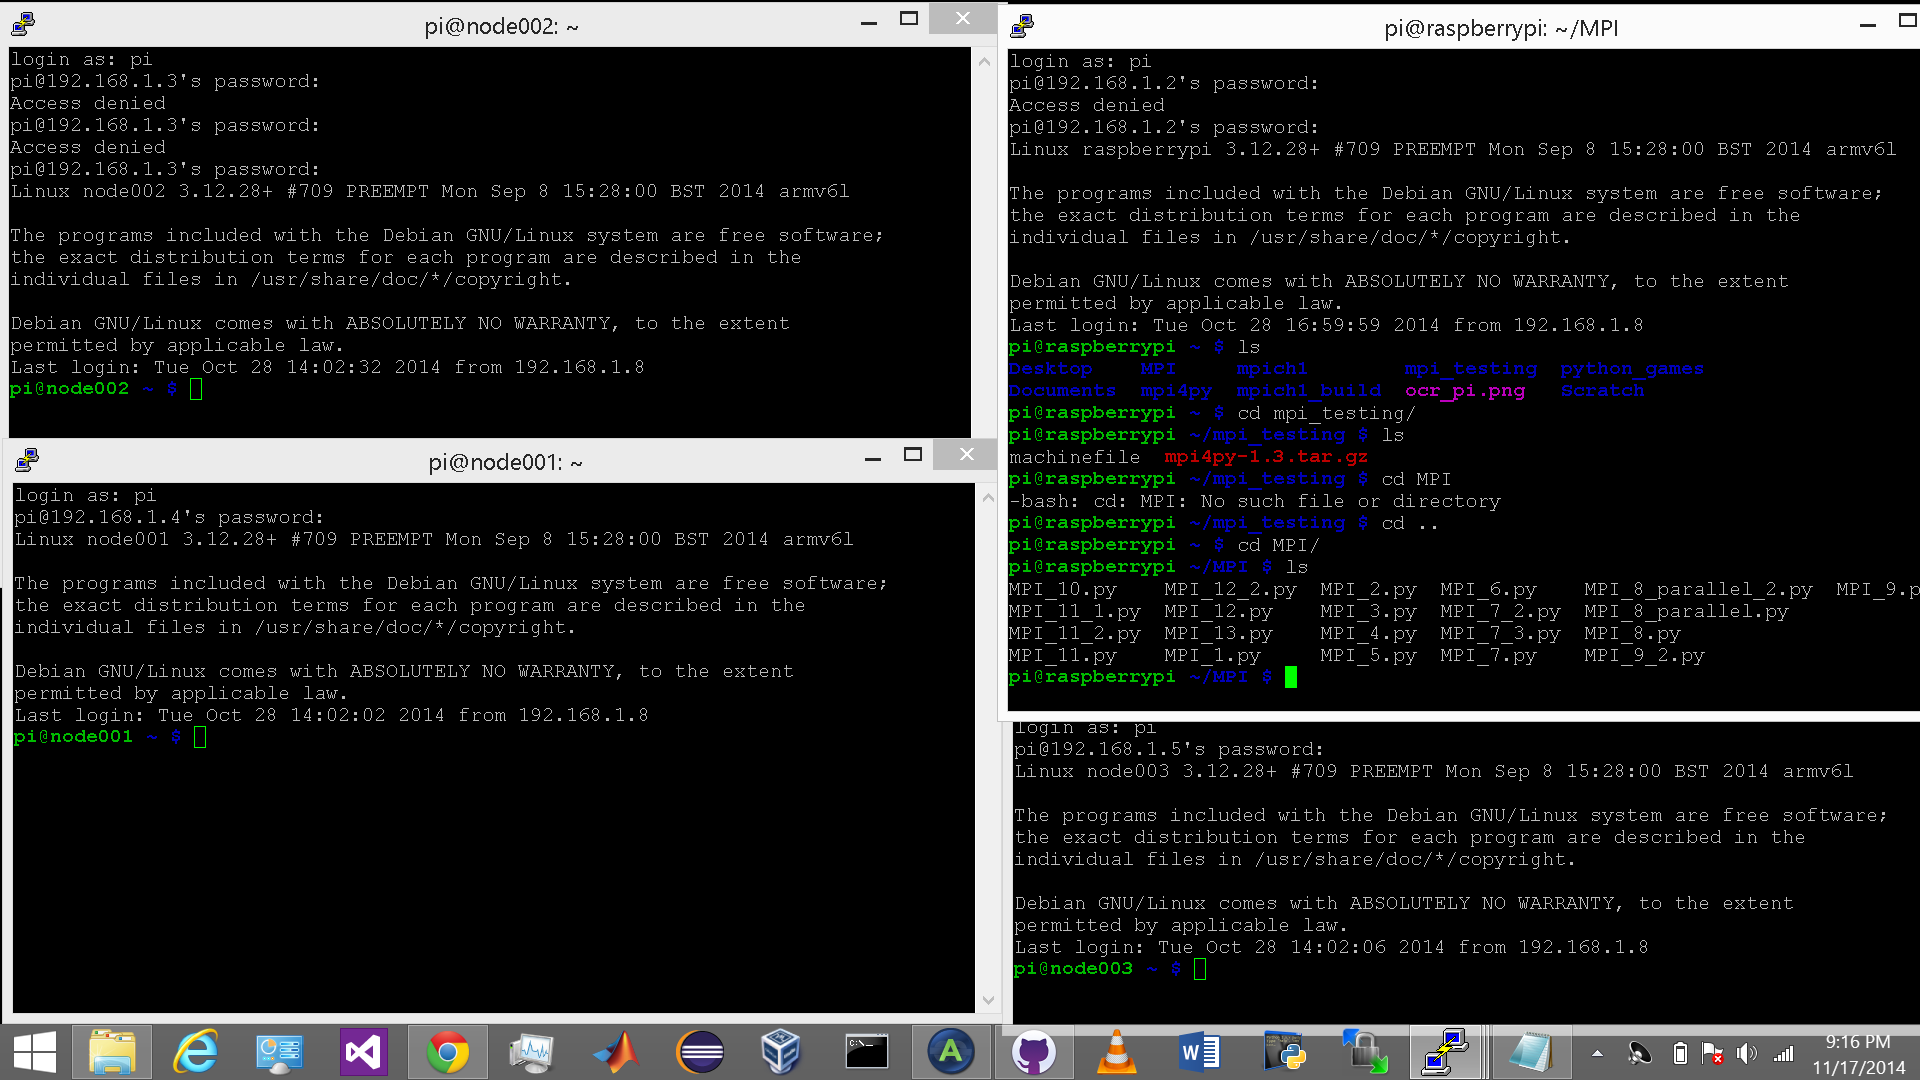 pi@node002: ~
login as: pi
pi@192.168.1.3's password:
Access denied
pi@192.168.1.3's password:
Access denied
pi@192.168.1.3's password:
Linux node002 3.12.28+ #709 PREEMPT Mon Sep 8 15:28:00 BST 2014 armv6l
The programs included with the Debian GNU/Linux system are free software;
the exact distribution terms for each program are described in the
individual files in /usr/share/doc/*/copyright.
Debian GNU/Linux comes with ABSOLUTELY NO WARRANTY, to the extent
permitted by applicable law.
Last login: Tue Oct 28 14:02:32 2014 from 192.168.1.8
pi@node002 ~ $
pi@node001: ~
login as: pi
pi@192.168.1.4's password:
Linux node001 3.12.28+ #709 PREEMPT Mon Sep 8 15:28:00 BST 2014 armv6l
The programs included with the Debian GNU/Linux system are free software;
the exact distribution terms for each program are described in the
individual files in /usr/share/doc/*/copyright.
Debian GNU/Linux comes with ABSOLUTELY NO WARRANTY, to the extent
permitted by applicable law.
Last login: Tue Oct 28 14:02:02 2014 from 192.168.1.8
pi@node001 ~ $
pi@raspberrypi: ~/MPI
login as: pi
pi@192.168.1.2's password:
Access denied
pi@192.168.1.2's password:
Linux raspberrypi 3.12.28+ #709 PREEMPT Mon Sep 8 15:28:00 BST 2014 armv6l
The programs included with the Debian GNU/Linux system are free software;
the exact distribution terms for each program are described in the
individual files in /usr/share/doc/*/copyright.
Debian GNU/Linux comes with ABSOLUTELY NO WARRANTY, to the extent
permitted by applicable law.
Last login: Tue Oct 28 16:59:59 2014 from 192.168.1.8
pi@raspberrypi ~ $ ls
Desktop MPI mpich1 mpi_testing python_games
Documents mpi4py mpich1_build ocr_pi.png Scratch
pi@raspberrypi ~ $ cd mpi_testing/
pi@raspberrypi ~/mpi_testing $ ls
machinefile mpi4py-1.3.tar.gz
pi@raspberrypi ~/mpi_testing $ cd MPI
-bash: cd: MPI: No such file or directory
pi@raspberrypi ~/mpi_testing $ cd ..
pi@raspberrypi ~ $ cd MPI/
pi@raspberrypi ~/MPI $ ls
MPI_10.py MPI_12_2.py MPI_2.py MPI_6.py MPI_8_parallel_2.py MPI_9.p
MPI_11_1.py MPI_12.py MPI_3.py MPI_7_2.py MPI_8_parallel.py
MPI_11_2.py MPI_13.py MPI_4.py MPI_7_3.py MPI_8.py
MPI_11.py MPI_1.py MPI_5.py MPI_7.py MPI_9_2.py
pi@raspberrypi ~/MPI $
login as: pi
pi@192.168.1.5's password:
Linux node003 3.12.28+ #709 PREEMPT Mon Sep 8 15:28:00 BST 2014 armv6l
The programs included with the Debian GNU/Linux system are free software;
the exact distribution terms for each program are described in the
individual files in /usr/share/doc/*/copyright.
Debian GNU/Linux comes with ABSOLUTELY NO WARRANTY, to the extent
permitted by applicable law.
Last login: Tue Oct 28 14:02:06 2014 from 192.168.1.8
pi@node003 ~ $
9:16 PM
11/17/2014